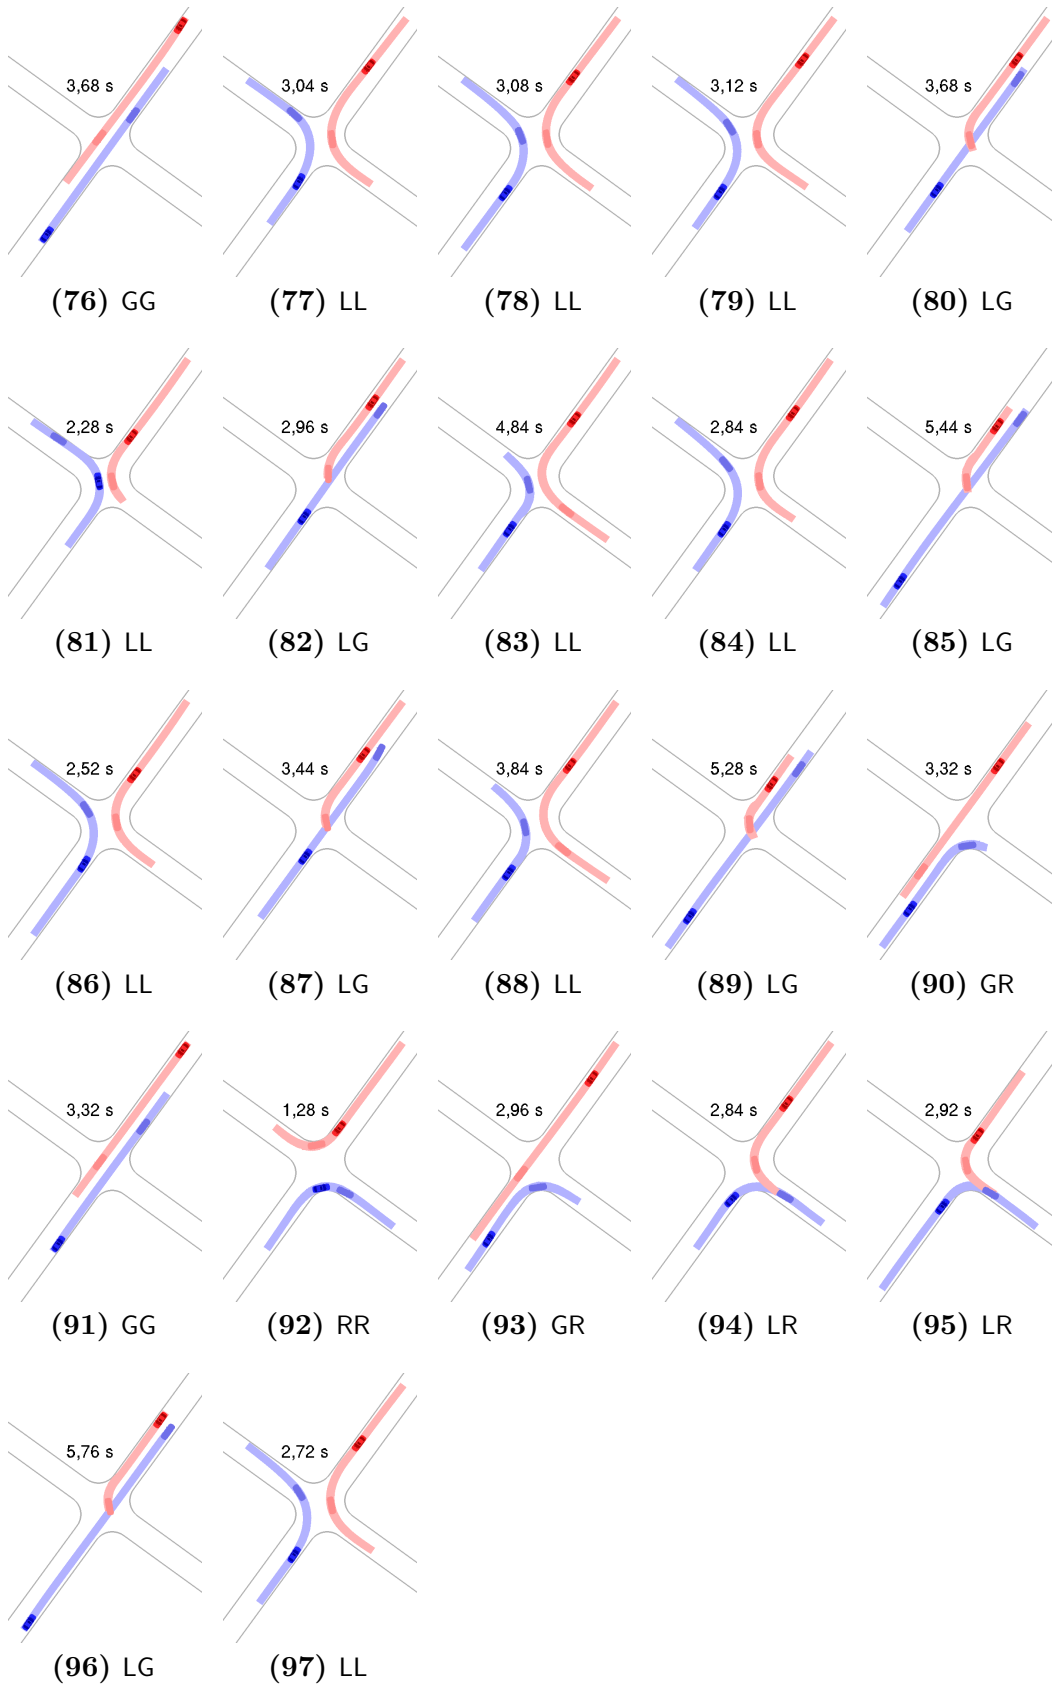 3,68 s 3,04 s 3,08 s 3,12 s 3,68 s
(76) GG (77) LL (78) LL (79) LL (80) LG
2,28 s 2,96 s 4,84 s 2,84 s 5,44 s
(81) LL (82) LG (83) LL (84) LL (85) LG
2,52 s 3,44 s 3,84 s 5,28 s 3,32 s
(86) LL (87) LG (88) LL (89) LG (90) GR
3,32 s 1,28 s 2,96 s 2,84 s 2,92 s
(91) GG (92) RR (93) GR (94) LR (95) LR
5,76 s 2,72 s
(96) LG (97) LL